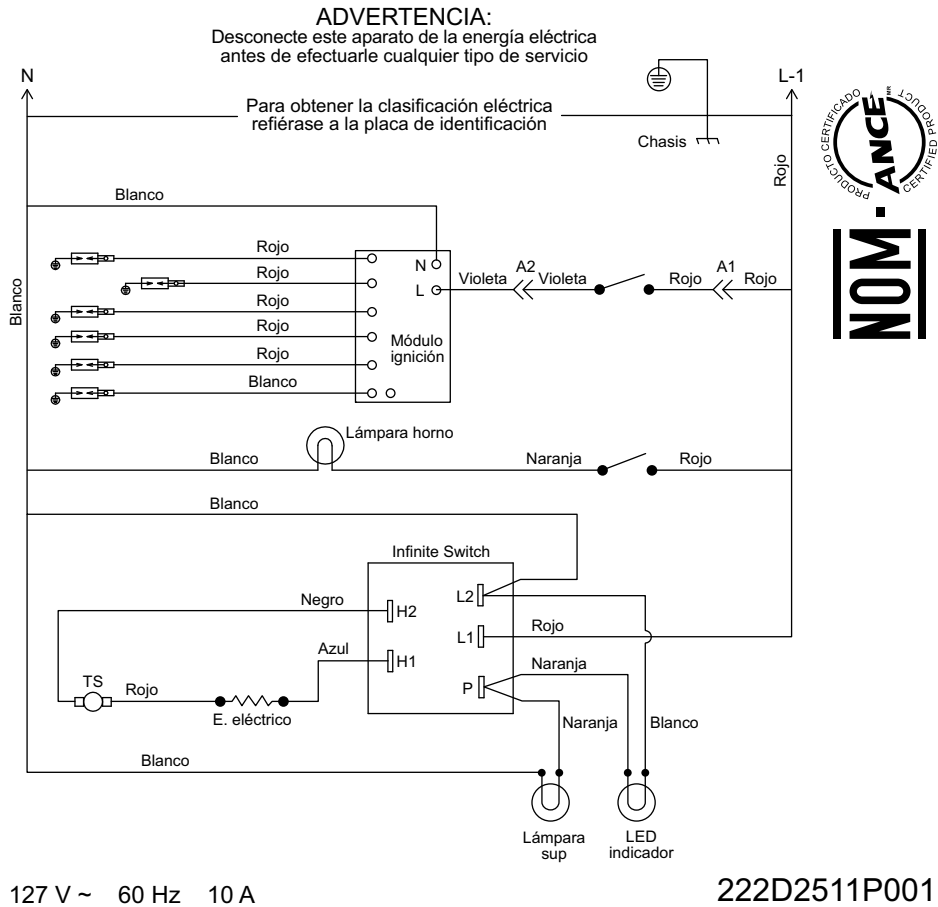 ADVERTENCIA:
Desconecte este aparato de la energía eléctrica
antes de efectuarle cualquier tipo de servicio
N
L-1
Para obtener la clasificación eléctrica
refiérase a la placa de identificación
Chasis
Rojo
PRODUCTO CERTIFICADO
ANCE
MR
CERTIFIED PRODUCT
NOM
Blanco
Blanco
Rojo
Rojo
Rojo
Rojo
Rojo
Blanco
N
L
Módulo
ignición
Violeta
A2
Violeta
Rojo
A1
Rojo
Lámpara horno
Blanco
Naranja
Rojo
Blanco
Infinite Switch
Negro
H2
L2
L1
Rojo
Azul
H1
Naranja
P
TS
Rojo
E. eléctrico
Naranja
Blanco
Blanco
Lámpara
sup
LED
indicador
127 V ~ 60 Hz 10 A
222D2511P001